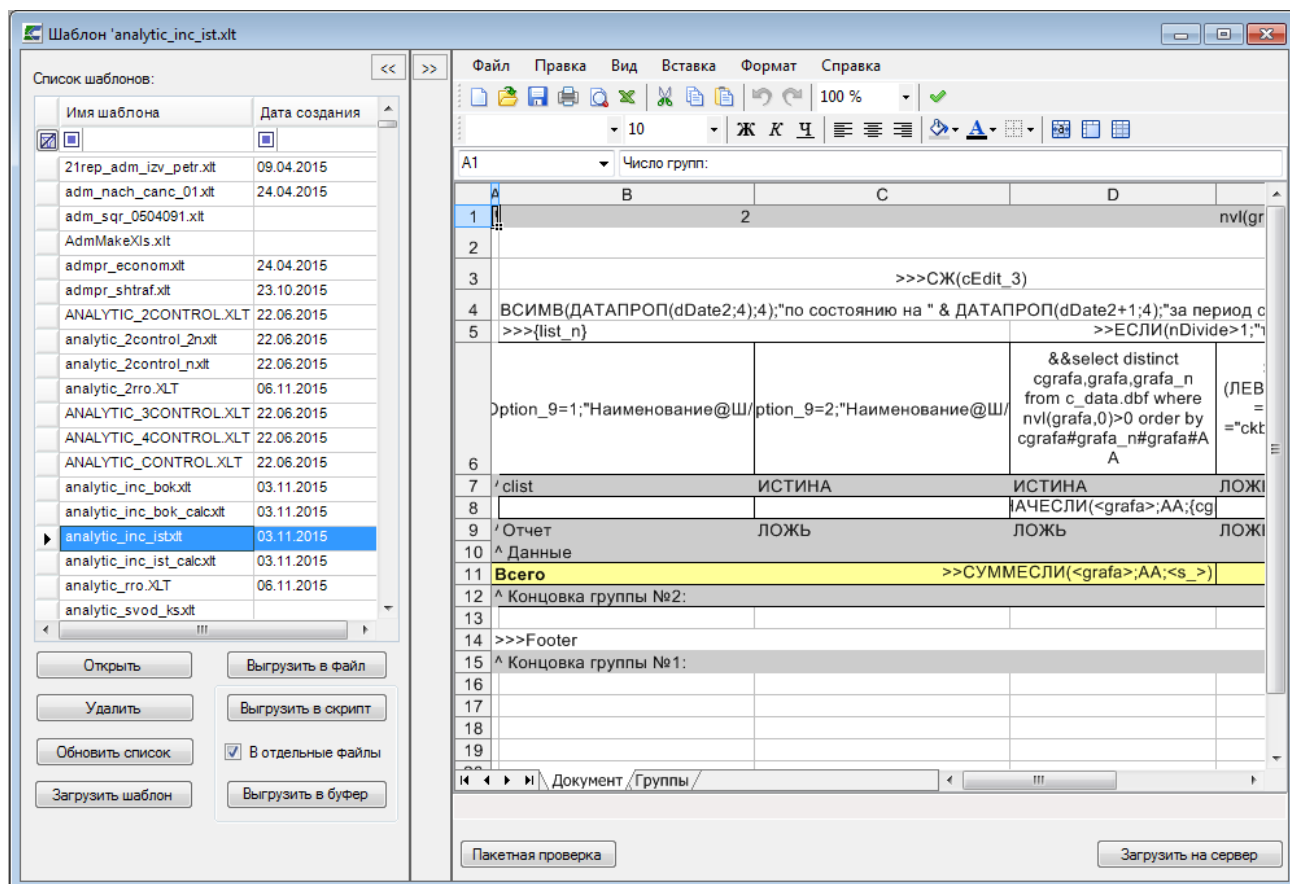 Шаблон 'analytic_inc_ist.xlt
Список шаблонов:
<<
>>
Имя шаблона Дата создания
21rep_adm_izv_petr.xlt 09.04.2015
adm_nach_canc_01.xlt 24.04.2015
adm_sqr_0504091.xlt
AdmMakeXls.xlt
admpr_econom.xlt 24.04.2015
admpr_shtraf.xlt 23.10.2015
ANALYTIC_2CONTROL.XLT 22.06.2015
analytic_2control_2n.xlt 22.06.2015
analytic_2control_n.xlt 22.06.2015
analytic_2rro.XLT 06.11.2015
ANALYTIC_3CONTROL.XLT 22.06.2015
ANALYTIC_4CONTROL.XLT 22.06.2015
ANALYTIC_CONTROL.XLT 22.06.2015
analytic_inc_bok.xlt 03.11.2015
analytic_inc_bok_calc.xlt 03.11.2015
analytic_inc_ist.xlt 03.11.2015
analytic_inc_ist_calc.xlt 03.11.2015
analytic_rro.XLT 06.11.2015
analytic_svod_ks.xlt
Открыть Выгрузить в файл
Удалить Выгрузить в скрипт
Обновить список В отдельные файлы
Загрузить шаблон Выгрузить в буфер
Файл Правка Вид Вставка Формат Справка
100 %
10 Ж К Ч А
A1 Число групп:
A B C D
1 2 nvl(gr
2
3 >>>СЖ(cEdit_3)
4 ВСИМВ(ДАТАПРОП(dDate2;4);4);"по состоянию на " & ДАТАПРОП(dDate2+1;4);"за период с
5 >>>{list_n} >>ЕСЛИ(nDivide>1;"т
&&select distinct
cgrafa,grafa,grafa_n
from c_data.dbf where
nvl(grafa,0)>0 order by
cgrafa#grafa_n#grafa#A
A
(ЛЕВ
=
="ckb
6 Option_9=1;"Наименование@Ш/ ption_9=2;"Наименование@Ш/
7 clist ИСТИНА ИСТИНА ЛОЖ
8 НАЧЕСЛИ(<grafa>;AA;{cg
9 Отчет ЛОЖЬ ЛОЖЬ ЛОЖ
10 ^ Данные
11 Всего >>СУММЕСЛИ(<grafa>;AA;<s_>)
12 ^ Концовка группы №2:
13
14 >>>Footer
15 ^ Концовка группы №1:
16
17
18
19
Документ Группы
Пакетная проверка Загрузить на сервер